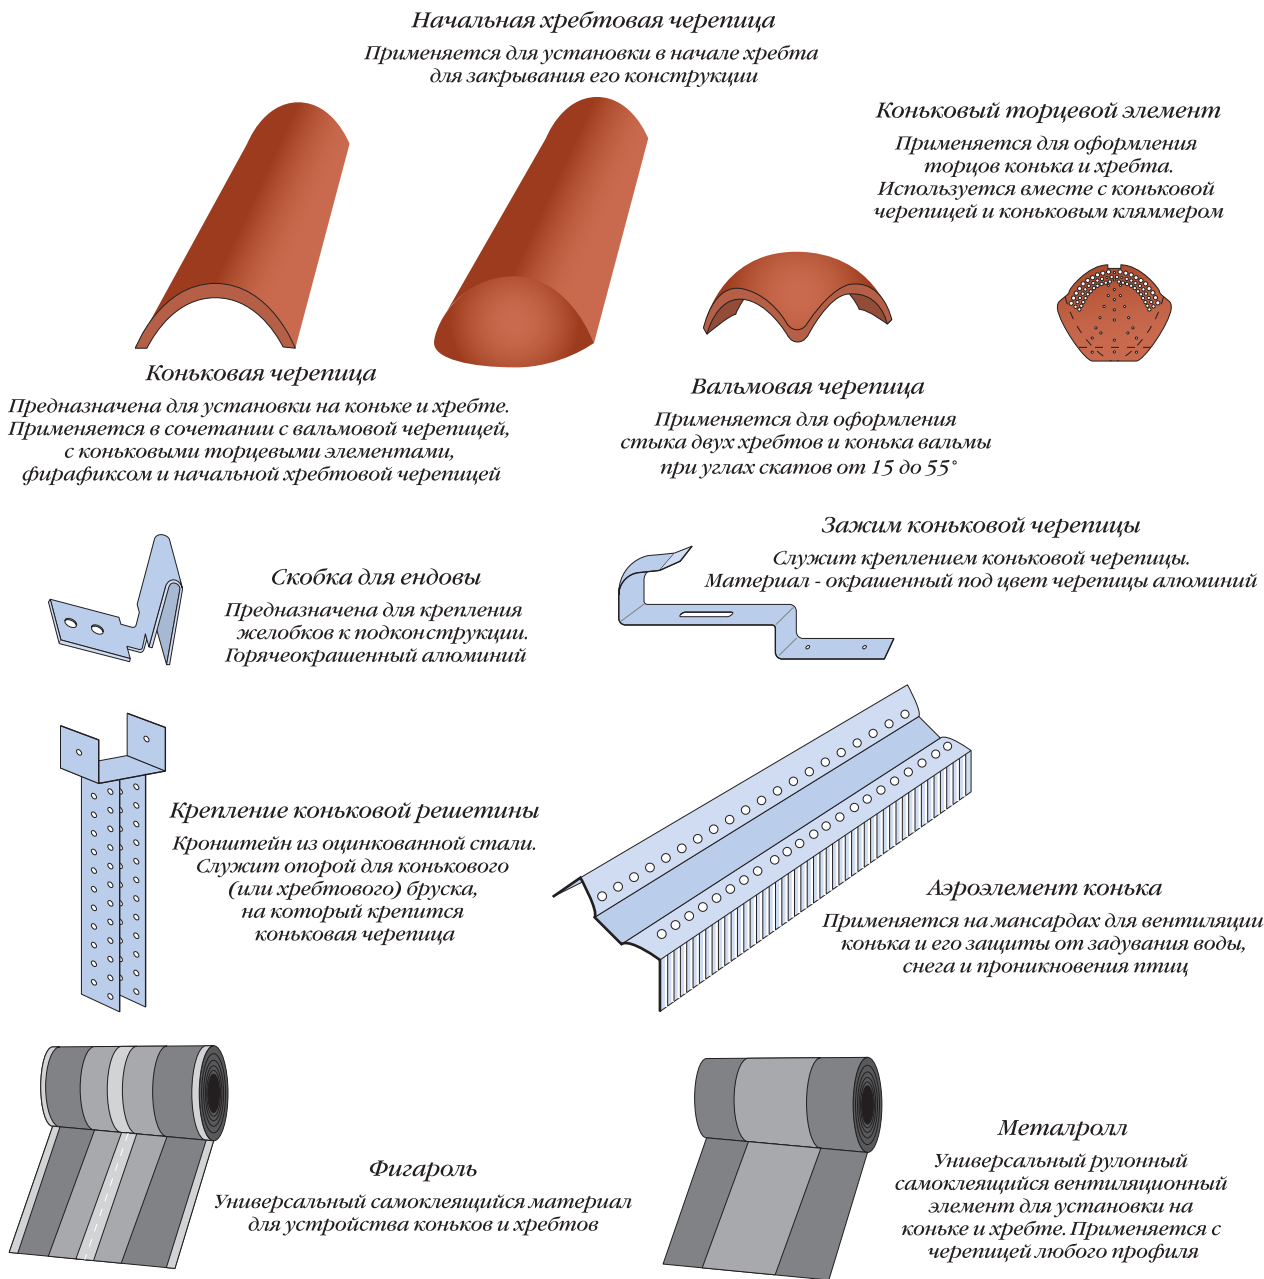 Начальная хребтовая черепица
Применяется для установки в начале хребта
для закрывания его конструкции
Коньковый торцевой элемент
Применяется для оформления
торцов конька и хребта.
Используется вместе с коньковой
черепицей и коньковым кляммером
Коньковая черепица
Предназначена для установки на коньке и хребте.
Применяется в сочетании с вальмовой черепицей,
с коньковыми торцевыми элементами,
фирафиксом и начальной хребтовой черепицей
Вальмовая черепица
Применяется для оформления
стыка двух хребтов и конька вальмы
при углах скатов от 15 до 55°
Скобка для ендовы
Предназначена для крепления
желобков к подконструкции.
Горячеокрашенный алюминий
Зажим коньковой черепицы
Служит креплением коньковой черепицы.
Материал - окрашенный под цвет черепицы алюминий
Крепление коньковой решетины
Кронштейн из оцинкованной стали.
Служит опорой для конькового
(или хребтового) бруска,
на который крепится
коньковая черепица
Аэроэлемент конька
Применяется на мансардах для вентиляции
конька и его защиты от задувания воды,
снега и проникновения птиц
Фигароль
Универсальный самоклеящийся материал
для устройства коньков и хребтов
Металролл
Универсальный рулонный
самоклеящийся вентиляционный
элемент для установки на
коньке и хребте. Применяется с
черепицей любого профиля